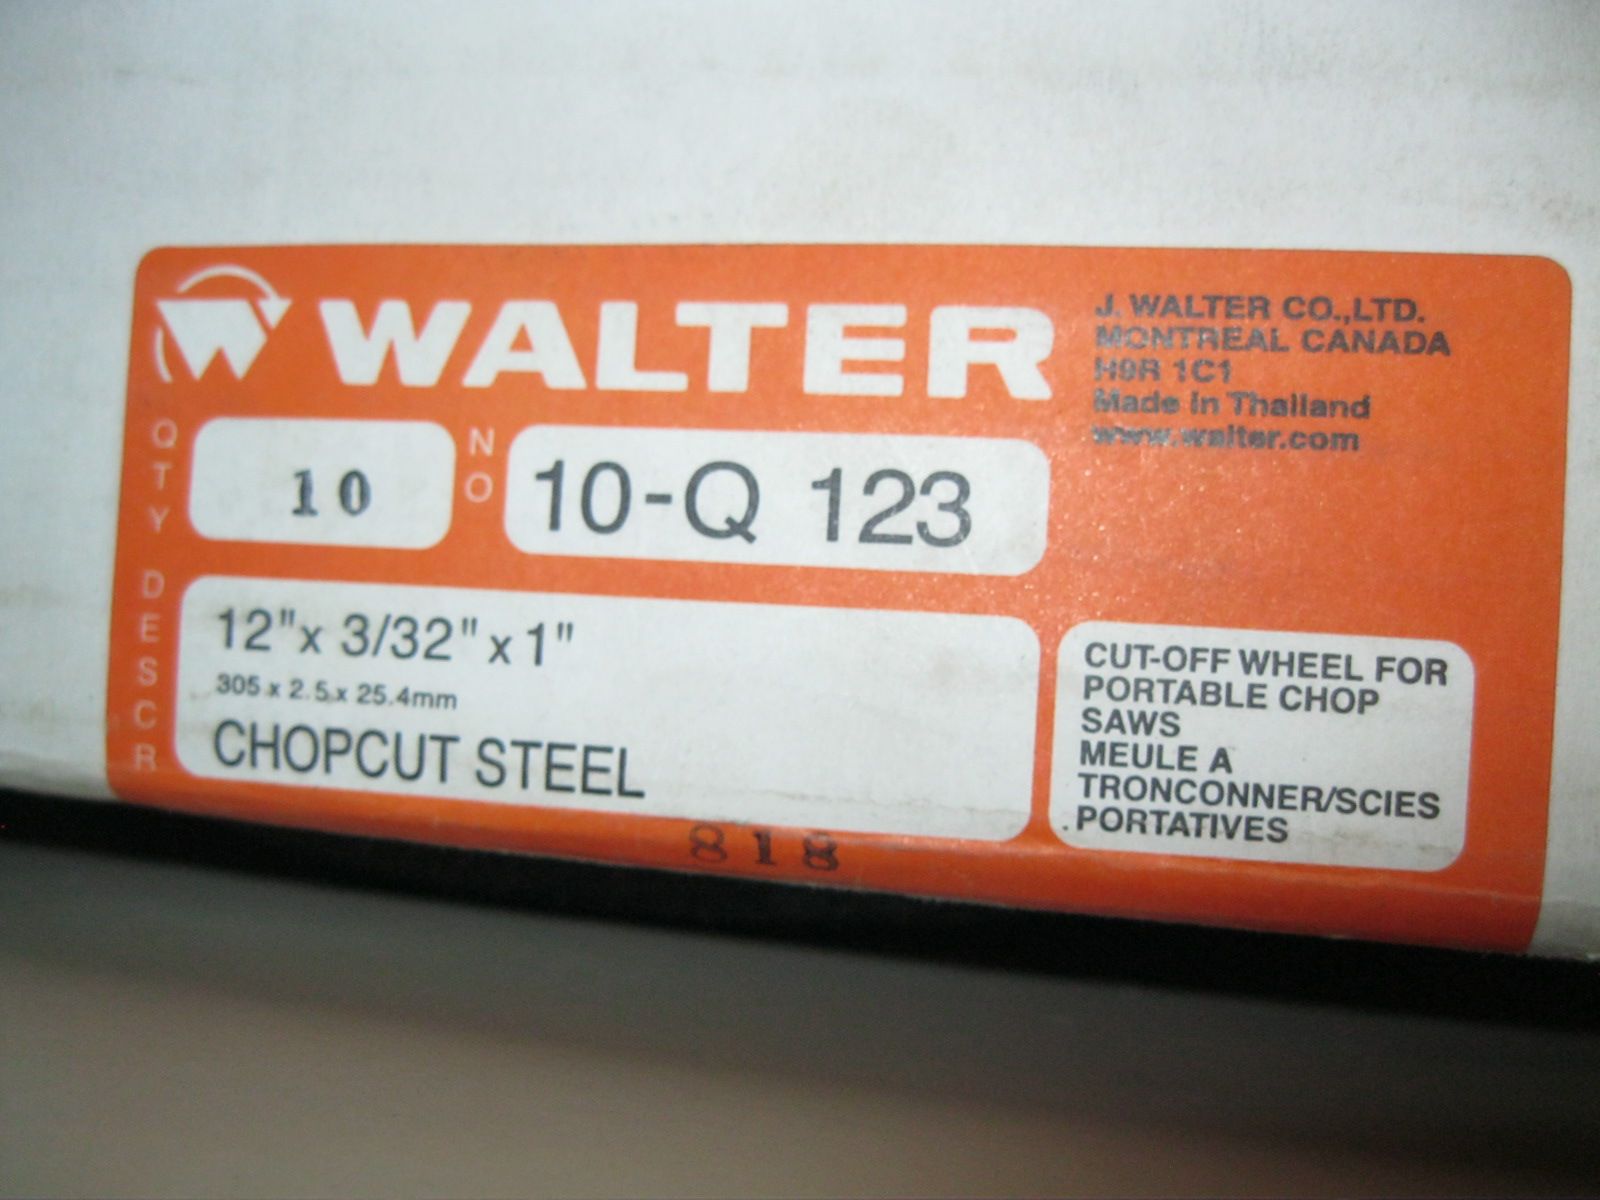 WALTER
J. WALTER CO.,LTD.
MONTREAL CANADA
H9R 1C1
Made in Thailand
www.walter.com
QTY
10
NO
10-Q 123
DESCR
12"x 3/32" x 1"
305 x 2.5 x 25.4mm
CHOPCUT STEEL
CUT-OFF WHEEL FOR
PORTABLE CHOP
SAWS
MEULE A
TRONCONNER/SCIES
PORTATIVES
818